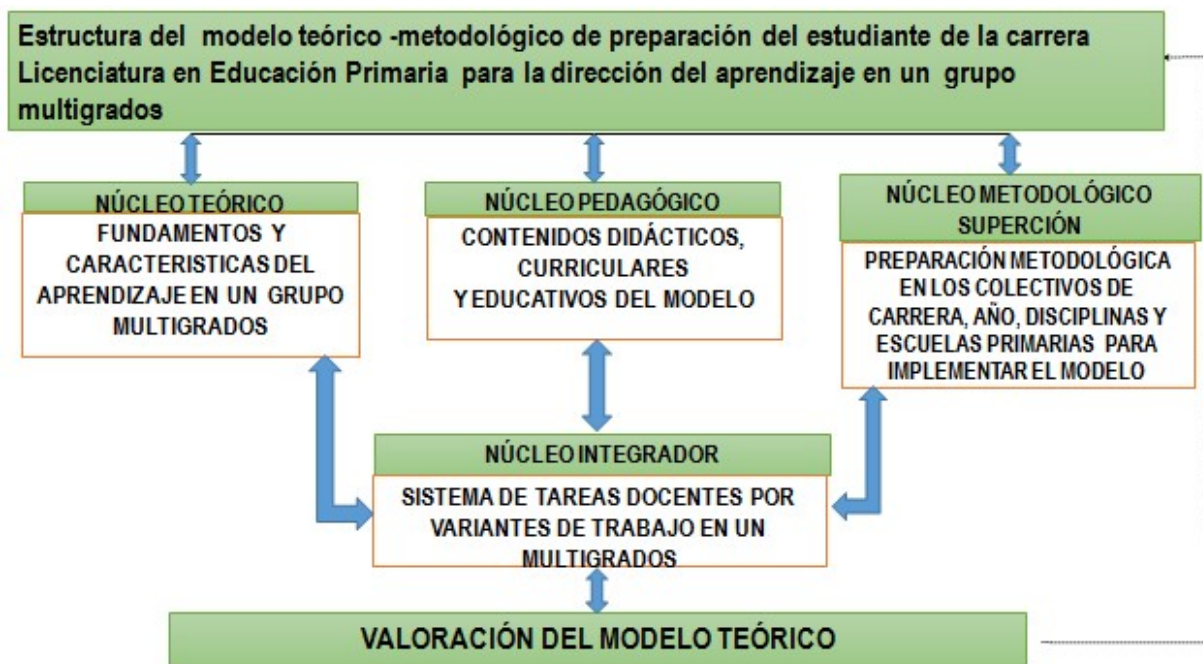 Estructura del modelo teórico -metodológico de preparación del estudiante de la carrera
Licenciatura en Educación Primaria para la dirección del aprendizaje en un grupo
multigrados
NÚCLEO TEÓRICO
FUNDAMENTOS Y
CARACTERISTICAS DEL
APRENDIZAJE EN UN GRUPO
MULTIGRADOS
NÚCLEO PEDAGÓGICO
CONTENIDOS DIDÁCTICOS,
CURRICULARES
Y EDUCATIVOS DEL MODELO
NÚCLEO METODOLÓGICO
SUPERCIÓN
PREPARACIÓN METODOLÓGICA
EN LOS COLECTIVOS DE
CARRERA, AÑO, DISCIPLINAS Y
ESCUELAS PRIMARIAS PARA
IMPLEMENTAR EL MODELO
NÚCLEO INTEGRADOR
SISTEMA DE TAREAS DOCENTES POR
VARIANTES DE TRABAJO EN UN
MULTIGRADOS
VALORACIÓN DEL MODELO TEÓRICO